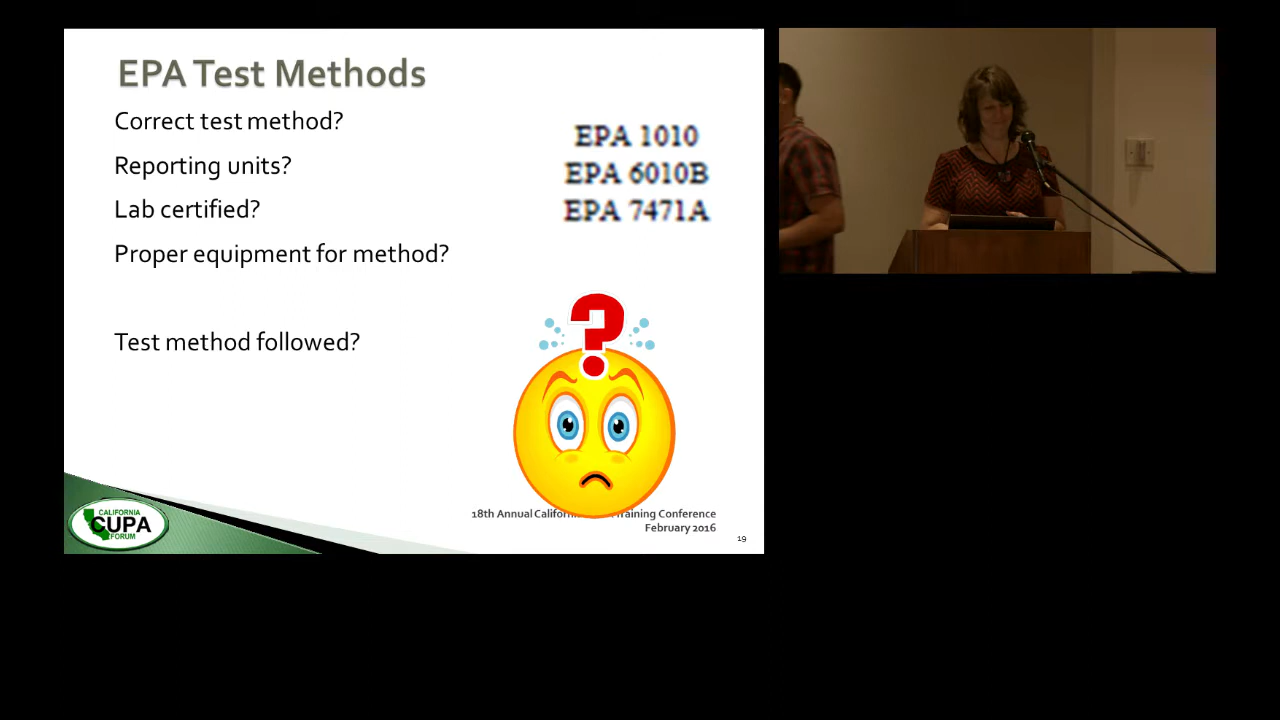 EPA Test Methods
Correct test method?
Reporting units?
Lab certified?
Proper equipment for method?
Test method followed?
EPA 1010
EPA 6010B
EPA 7471A
?
CALIFORNIA
CUPA
FORUM
18th Annual Californi Training Conference
February 2016
19